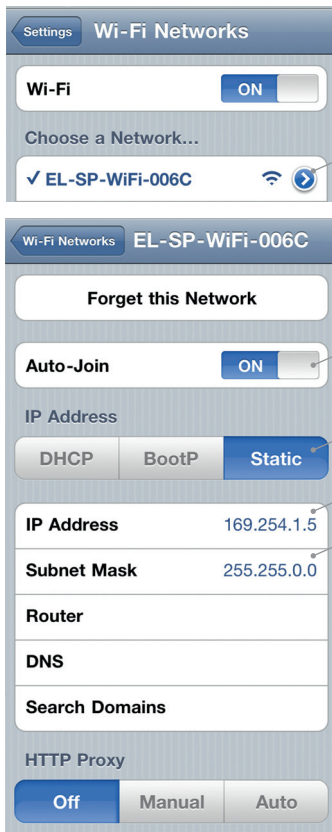 Settings Wi-Fi Networks
Wi-Fi ON
Choose a Network...
✓ EL-SP-WiFi-006C
Wi-Fi Networks EL-SP-WiFi-006C
Forget this Network
Auto-Join ON
IP Address
DHCP BootP Static
IP Address 169.254.1.5
Subnet Mask 255.255.0.0
Router
DNS
Search Domains
HTTP Proxy
Off Manual Auto